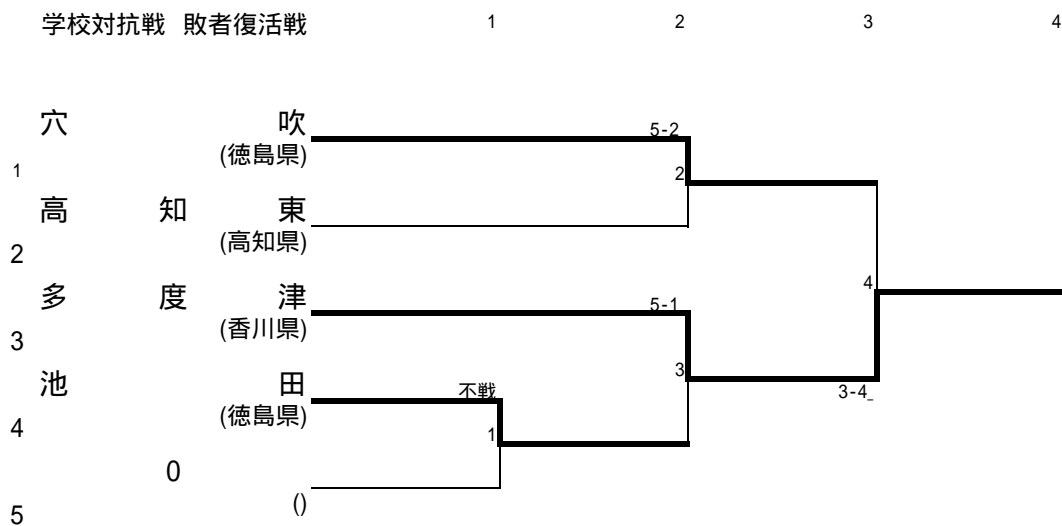 学校対抗戦 敗者復活戦 1 2 3 4
穴 吹 5-2
(徳島県)
1 2
高 知 東
(高知県)
2
多 度 津 5-1 4
(香川県)
3 3
池 田 不戦 3-4_
(徳島県)
4 1
0
()
5